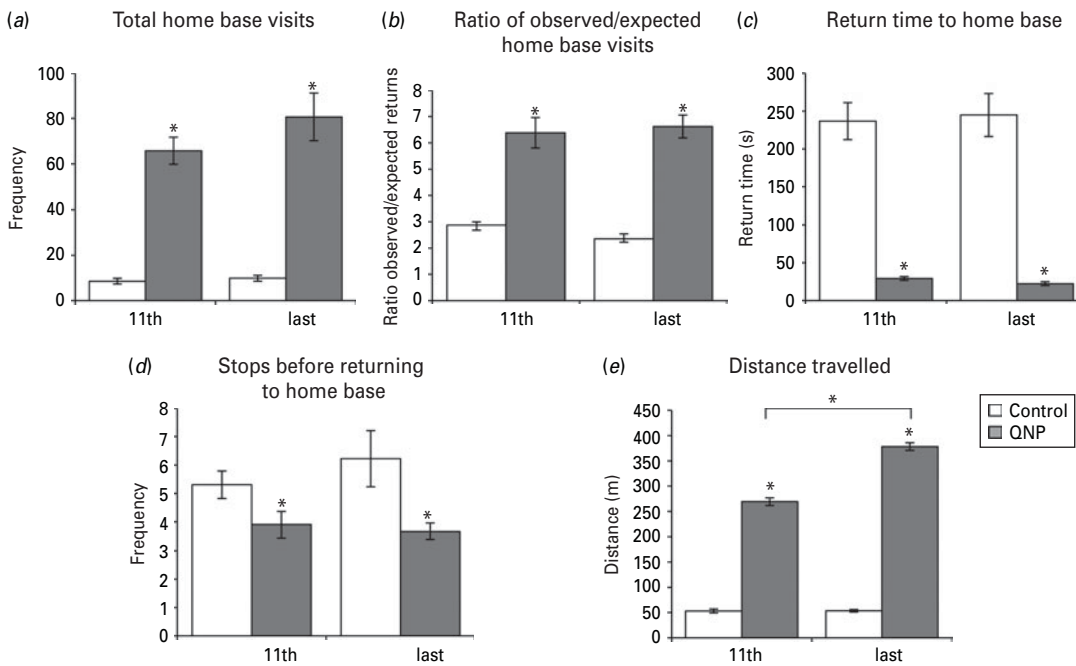 (a) Total home base visits
Frequency
100
80
60
40
20
0
*
*
11th last
(b) Ratio of observed/expected
home base visits
Ratio observed/expected returns
8
7
6
5
4
3
2
1
0
*
*
11th last
(c) Return time to home base
Return time (s)
300
250
200
150
100
50
0
*
*
11th last
(d) Stops before returning
to home base
Frequency
8
7
6
5
4
3
2
1
0
*
*
11th last
(e) Distance travelled
Distance (m)
450
400
350
300
250
200
150
100
50
0
*
*
*
11th last
Control
QNP